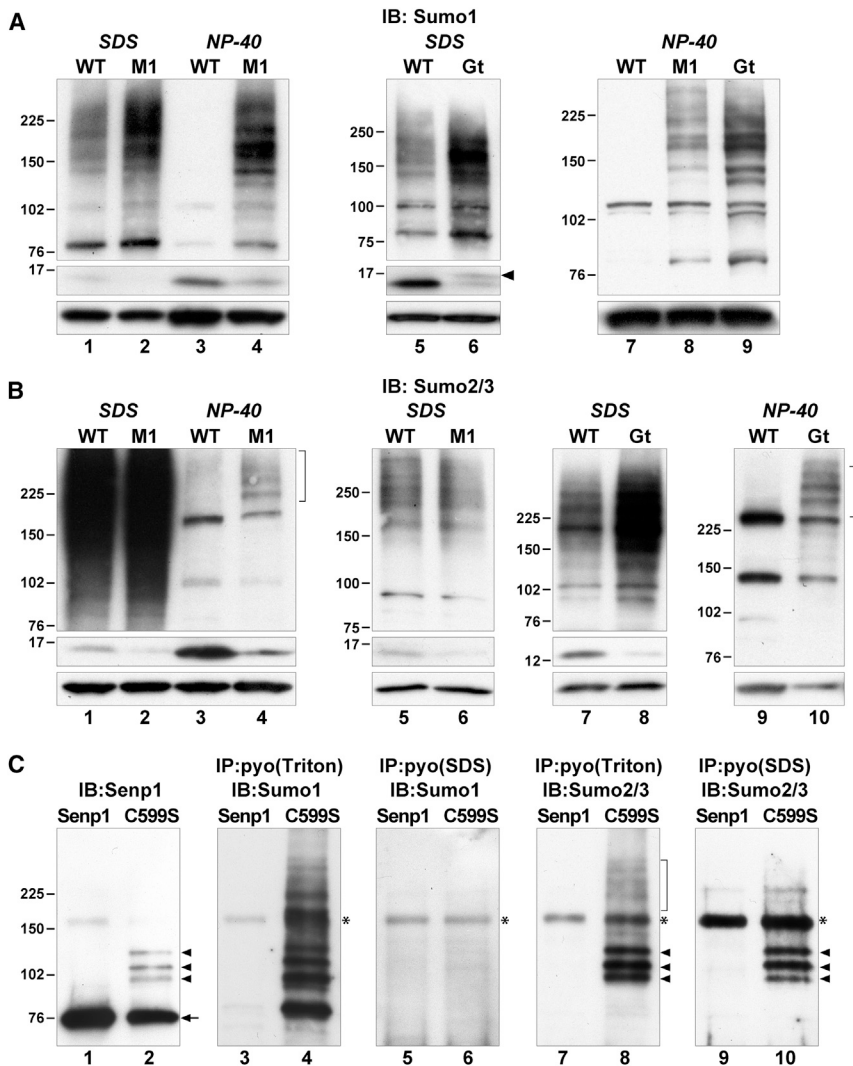 A
IB: Sumo1
SDS NP-40 SDS NP-40
WT M1 WT M1 WT Gt WT M1 Gt
225 250 225
150 150 150
102 100 102
76 75 76
17 17
1 2 3 4 5 6 7 8 9
B
IB: Sumo2/3
SDS NP-40 SDS SDS NP-40
WT M1 WT M1 WT M1 WT Gt WT Gt
225 250 225 225
150 150 150 150
102 100 102 102
76 75 76 76
17 17 12
1 2 3 4 5 6 7 8 9 10
C
IP:pyo(Triton) IP:pyo(SDS) IP:pyo(Triton) IP:pyo(SDS)
IB:Senp1 IB:Sumo1 IB:Sumo1 IB:Sumo2/3 IB:Sumo2/3
Senp1 C599S Senp1 C599S Senp1 C599S Senp1 C599S Senp1 C599S
225
150 * * * *
102
76
1 2 3 4 5 6 7 8 9 10